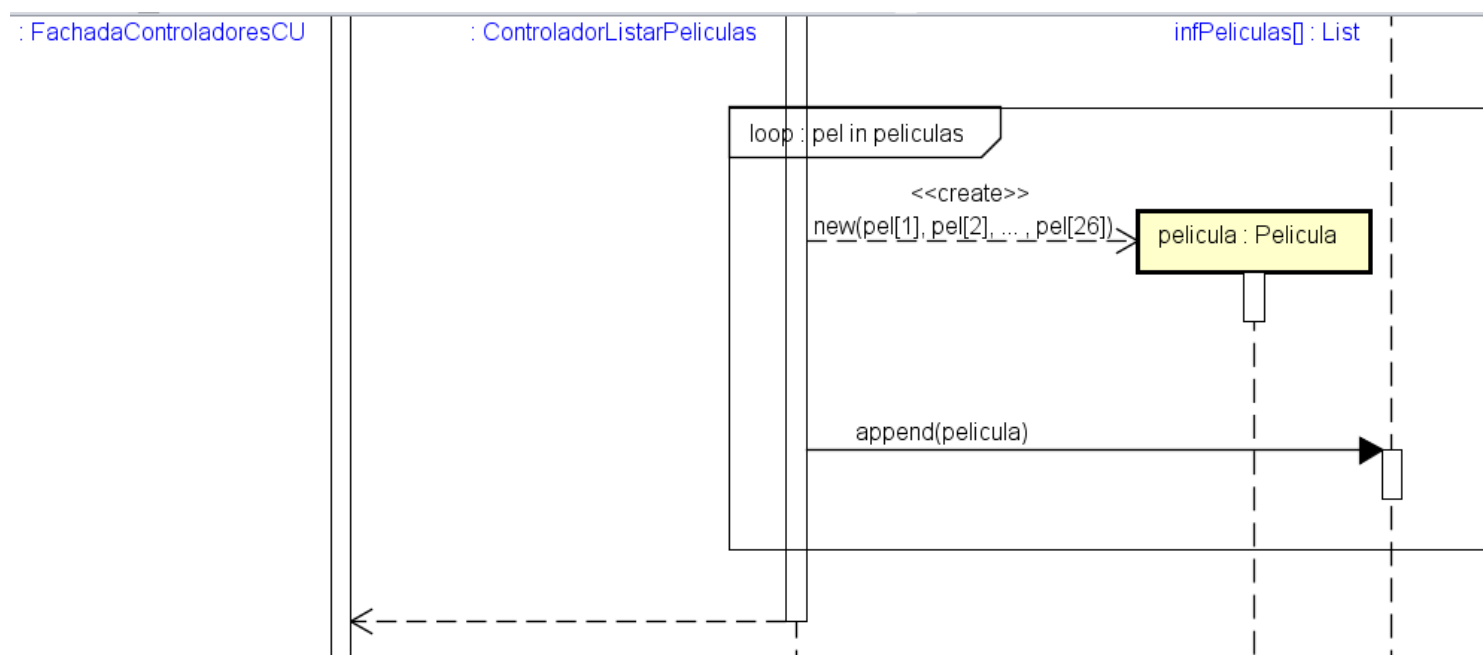 : FachadaControladoresCU
: ControladorListarPeliculas
infPeliculas[] : List
loop : pel in peliculas
<<create>>
new(pel[1], pel[2], ... , pel[26])
pelicula : Pelicula
append(pelicula)